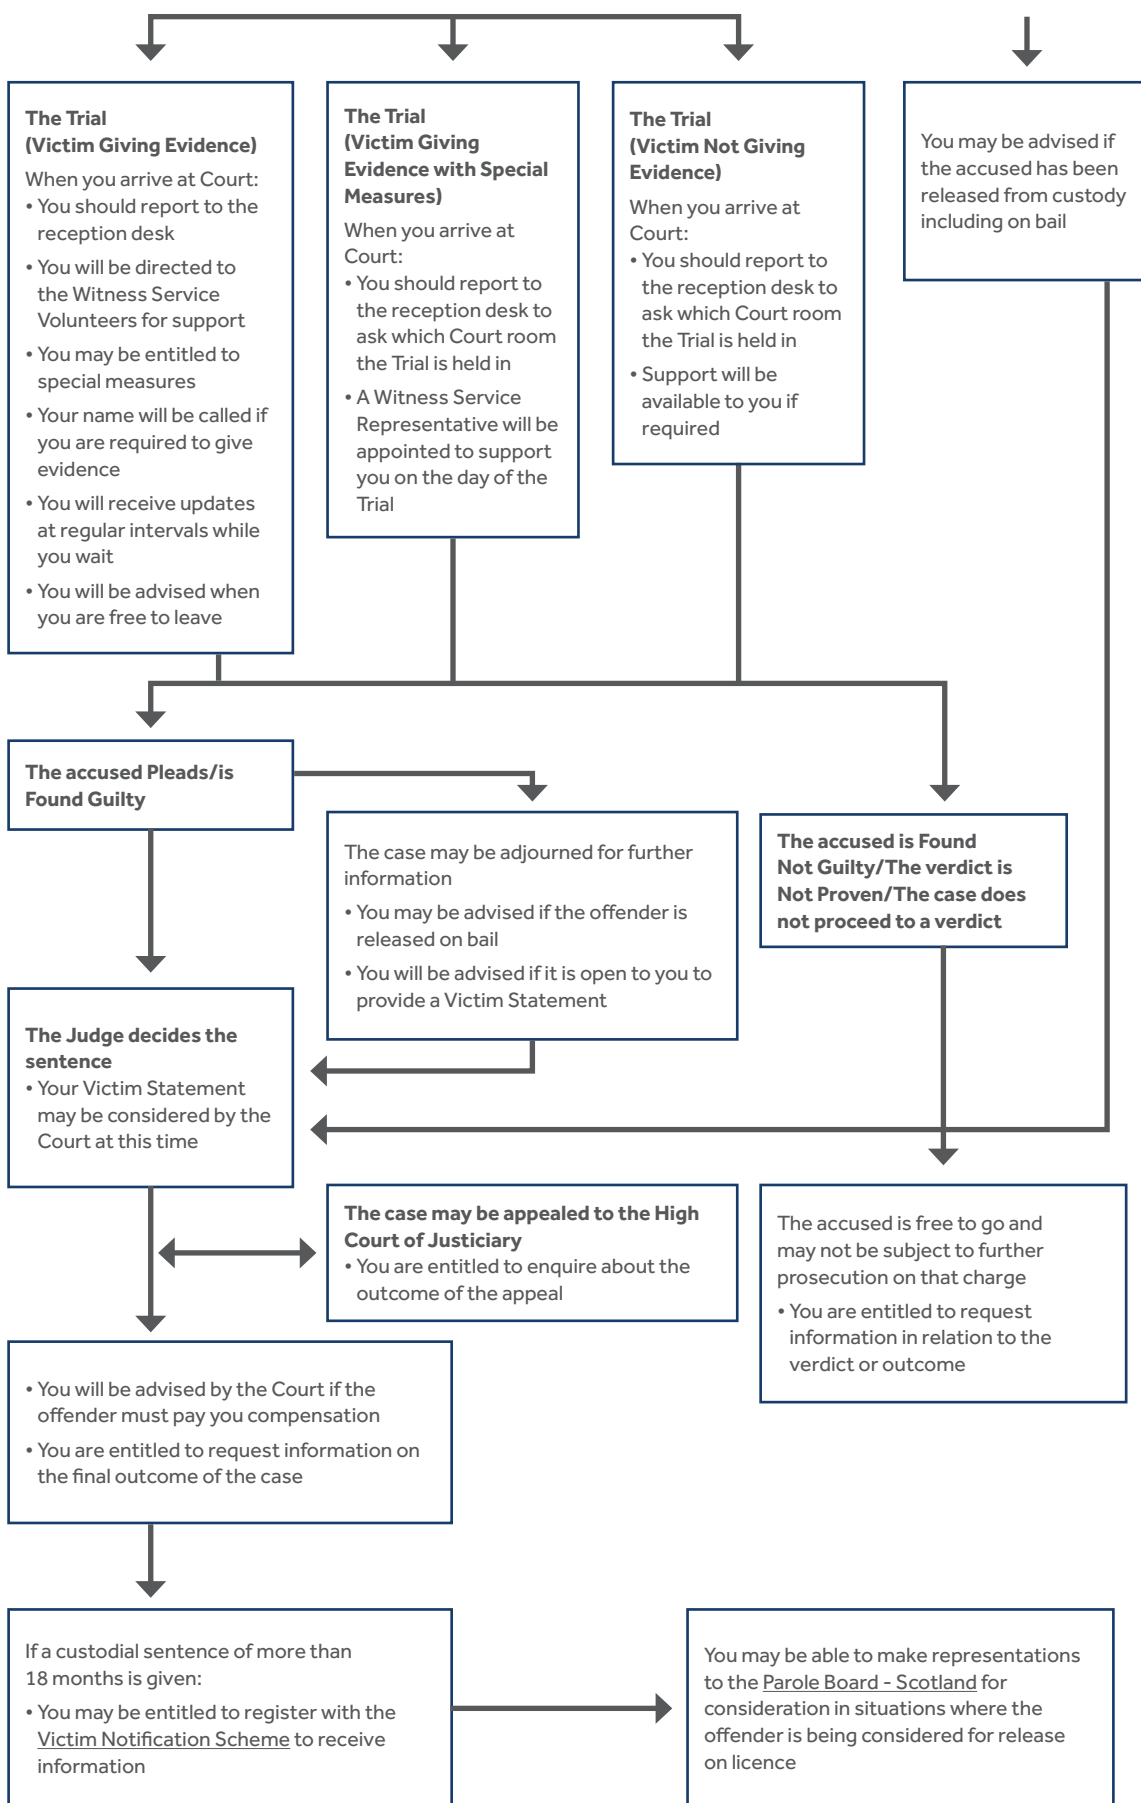 The Trial
(Victim Giving Evidence)
When you arrive at Court:
• You should report to the
reception desk
• You will be directed to
the Witness Service
Volunteers for support
• You may be entitled to
special measures
• Your name will be called if
you are required to give
evidence
• You will receive updates
at regular intervals while
you wait
• You will be advised when
you are free to leave
The Trial
(Victim Giving
Evidence with Special
Measures)
When you arrive at
Court:
• You should report to
the reception desk to
ask which Court room
the Trial is held in
• A Witness Service
Representative will be
appointed to support
you on the day of the
Trial
The Trial
(Victim Not Giving
Evidence)
When you arrive at
Court:
• You should report to
the reception desk to
ask which Court room
the Trial is held in
• Support will be
available to you if
required
You may be advised if
the accused has been
released from custody
including on bail
The accused Pleads/is
Found Guilty
The case may be adjourned for further
information
• You may be advised if the offender is
released on bail
• You will be advised if it is open to you to
provide a Victim Statement
The accused is Found
Not Guilty/The verdict is
Not Proven/The case does
not proceed to a verdict
The Judge decides the
sentence
• Your Victim Statement
may be considered by the
Court at this time
The case may be appealed to the High
Court of Justiciary
• You are entitled to enquire about the
outcome of the appeal
The accused is free to go and
may not be subject to further
prosecution on that charge
• You are entitled to request
information in relation to the
verdict or outcome
• You will be advised by the Court if the
offender must pay you compensation
• You are entitled to request information on
the final outcome of the case
If a custodial sentence of more than
18 months is given:
• You may be entitled to register with the
Victim Notification Scheme to receive
information
You may be able to make representations
to the Parole Board - Scotland for
consideration in situations where the
offender is being considered for release
on licence